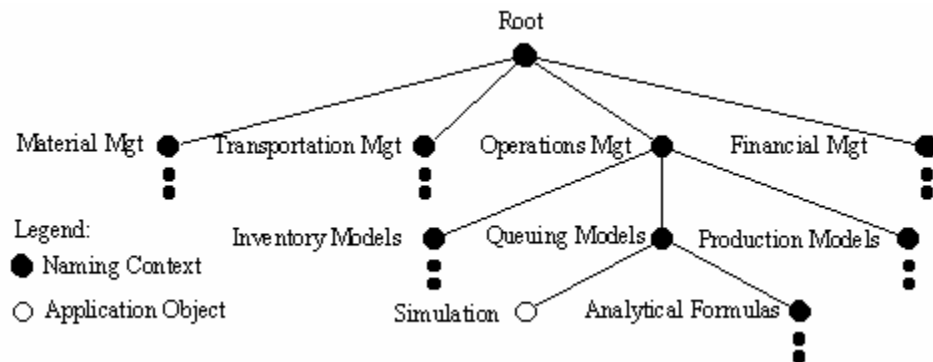 Root
Material Mgt
Transportation Mgt
Operations Mgt
Financial Mgt
Legend:
Inventory Models
Queuing Models
Production Models
Naming Context
Application Object
Simulation
Analytical Formulas